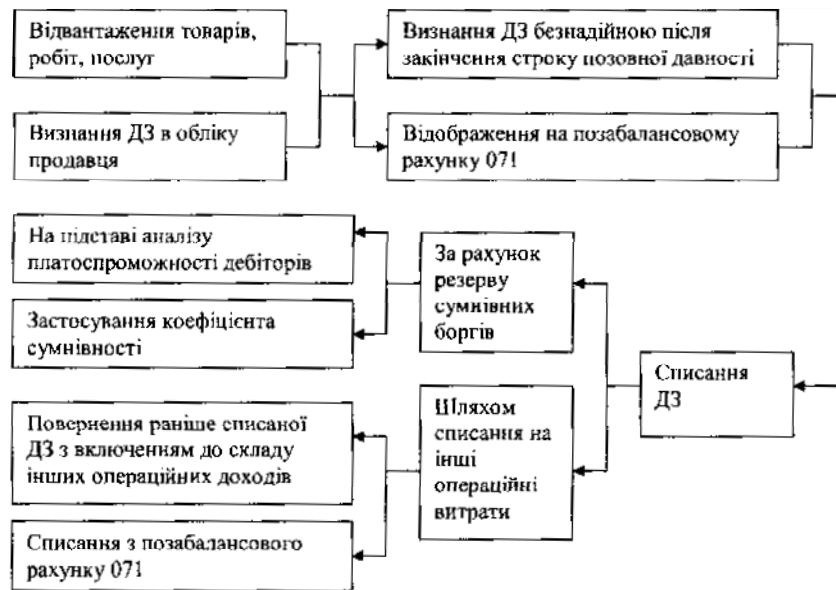 Відвантаження товарів,
робіт, послуг
Визнання ДЗ безнадійною після
закінчення строку позовної давності
Визнання ДЗ в обліку
продавця
Відображення на позабалансовому
рахунку 071
На підставі аналізу
платоспроможності дебіторів
За рахунок
резерву
сумнівних
боргів
Застосування коефіцієнта
сумнівності
Списання
ДЗ
Повернення раніше списаної
ДЗ з включенням до складу
інших операційних доходів
Шляхом
списання на
інші
операційні
витрати
Списання з позабалансового
рахунку 071